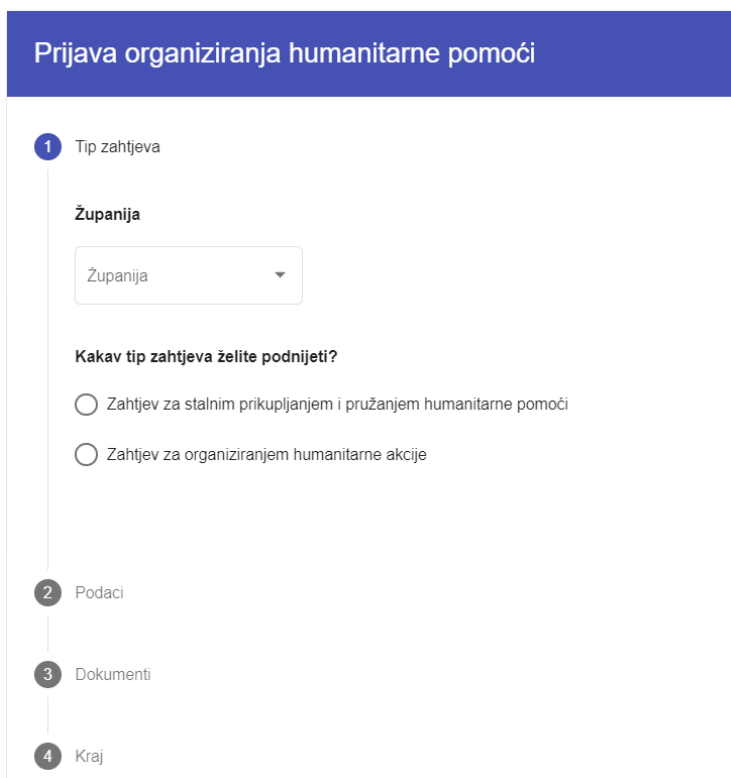 Prijava organiziranja humanitarne pomoći
1 Tip zahtjeva
Županija
Županija
Kakav tip zahtjeva želite podnijeti?
Zahtjev za stalnim prikupljanjem i pružanjem humanitarne pomoći
Zahtjev za organiziranjem humanitarne akcije
2 Podaci
3 Dokumenti
4 Kraj